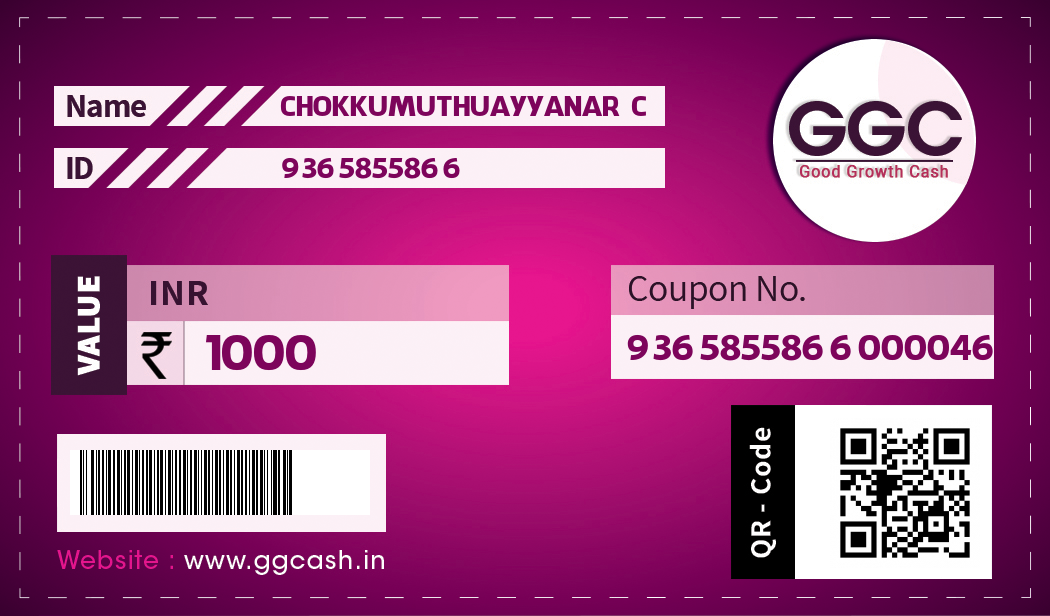 Name CHOKKUMUTHUAYYANAR C
ID 9 36 585586 6
GGC
Good Growth Cash
VALUE
INR
₹ 1000
Coupon No.
9 36 585586 6 000046
QR - Code
Website : www.ggcash.in